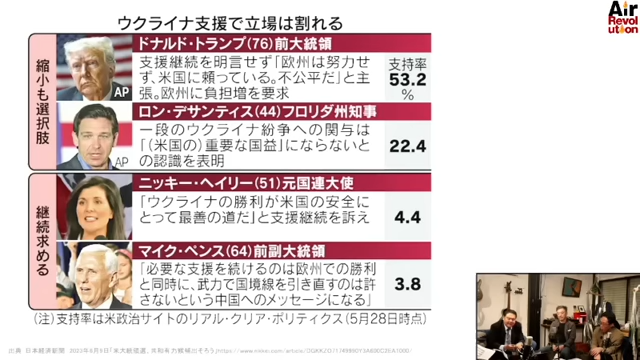 Air
Revol
ution
ウクライナ支援で立場は割れる
縮小も選択肢
ドナルド・トランプ(76)前大統領
支援継続を明言せず「欧州は努力せ
ず、米国に頼っている。不公平だ」と主
張。欧州に負担増を要求
支持率
53.2
%
AP
ロン・デサンティス(44)フロリダ州知事
一段のウクライナ紛争への関与は
「(米国の)重要な国益」にならないと
の認識を表明
22.4
AP
継続求める
ニッキー・ヘイリー(51)元国連大使
「ウクライナの勝利が米国の安全に
とって最善の道だ」と支援継続を訴え
4.4
マイク・ペンス(64)前副大統領
「必要な支援を続けるのは欧州での勝利
と同時に、武力で国境線を引き直すのは許
さないという中国へのメッセージになる」
3.8
(注)支持率は米政治サイトのリアル・クリア・ポリティクス(5月28日時点)
出典 日本経済新聞